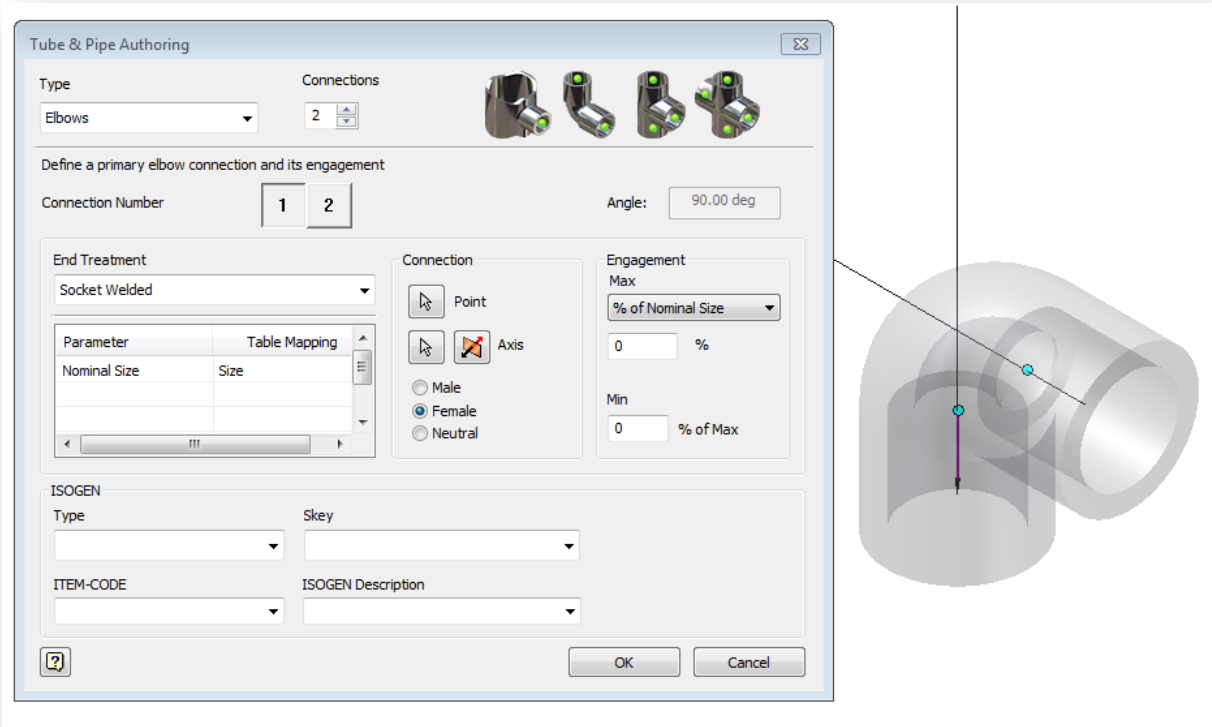 Tube & Pipe Authoring
Type
Connections
Elbows
2
Define a primary elbow connection and its engagement
Connection Number
1
2
Angle:
90.00 deg
End Treatment
Socket Welded
Parameter
Table Mapping
Nominal Size
Size
Connection
Point
Axis
Male
Female
Neutral
Engagement
Max
% of Nominal Size
0
%
Min
0
% of Max
ISOGEN
Type
Skey
ITEM-CODE
ISOGEN Description
?
OK
Cancel